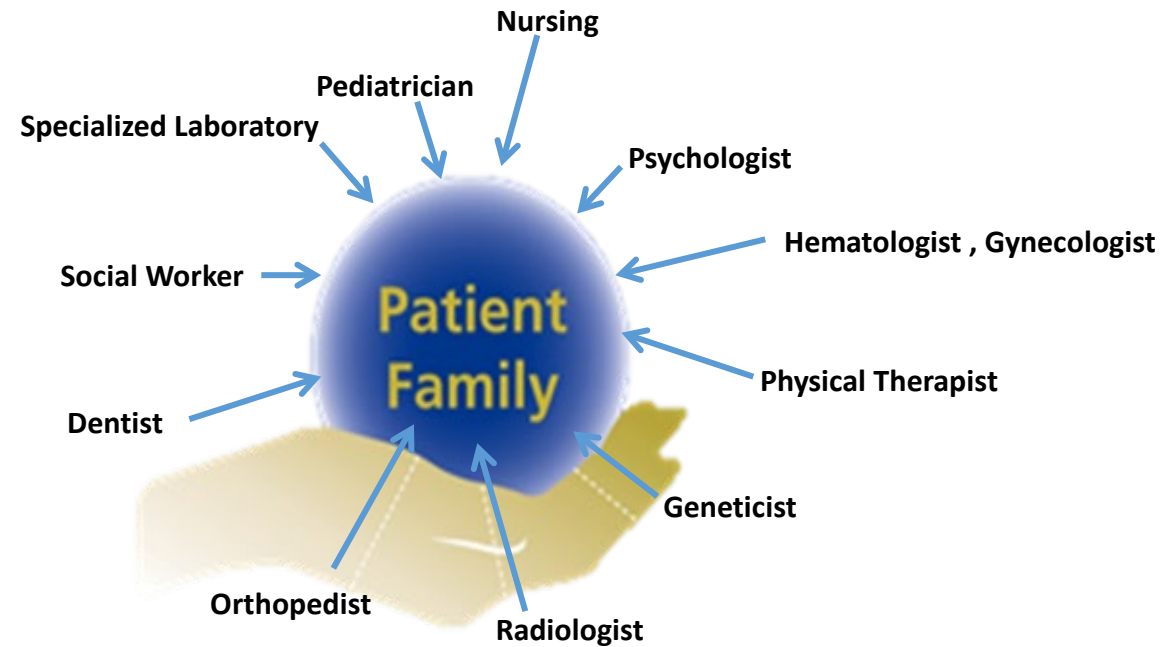 Nursing
Pediatrician
Specialized Laboratory
Psychologist
Hematologist , Gynecologist
Social Worker
Patient
Family
Physical Therapist
Dentist
Geneticist
Orthopedist
Radiologist